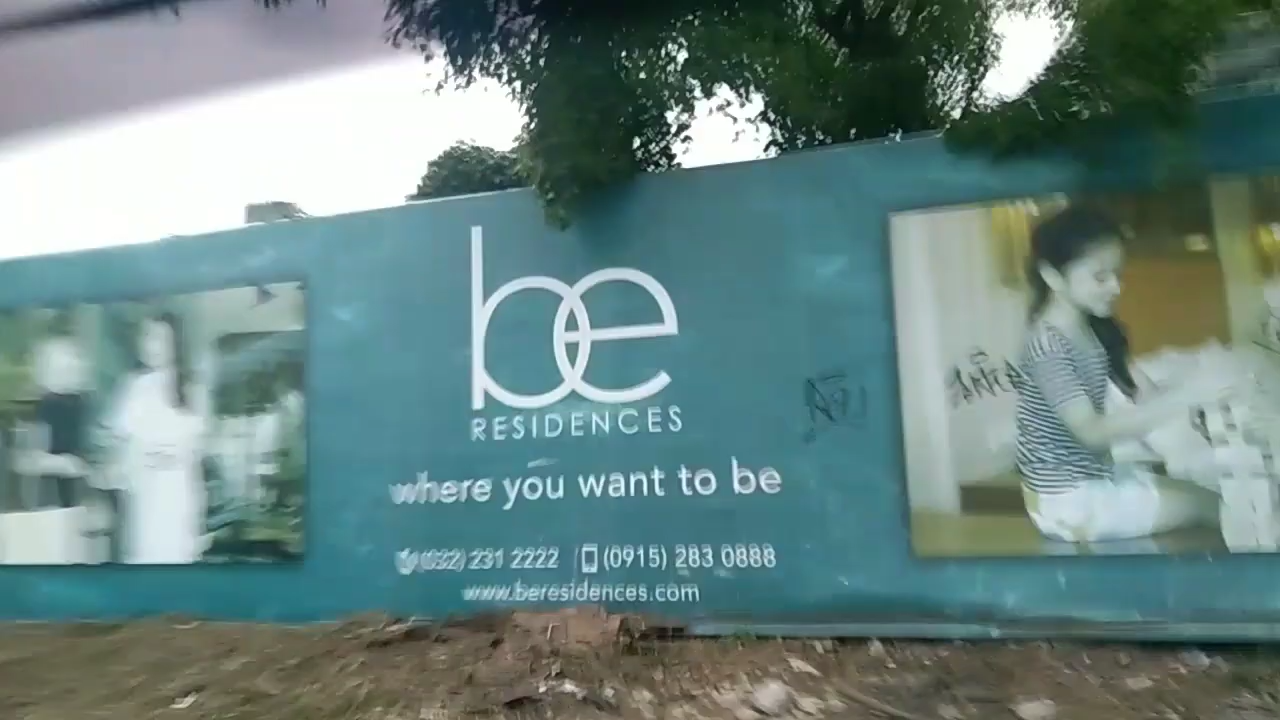 be
RESIDENCES
where you want to be
(032) 231 2222 | (0915) 283 0888
www.beresidences.com